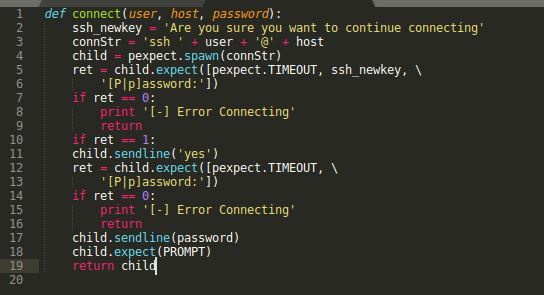 1 def connect(user, host, password):
2     ssh_newkey = 'Are you sure you want to continue connecting'
3     connStr = 'ssh ' + user + '@' + host
4     child = pexpect.spawn(connStr)
5     ret = child.expect([pexpect.TIMEOUT, ssh_newkey, \
6         '[P|p]assword:'])
7     if ret == 0:
8         print '[-] Error Connecting'
9         return
10     if ret == 1:
11     child.sendline('yes')
12     ret = child.expect([pexpect.TIMEOUT, \
13         '[P|p]assword:'])
14     if ret == 0:
15         print '[-] Error Connecting'
16         return
17     child.sendline(password)
18     child.expect(PROMPT)
19     return child
20